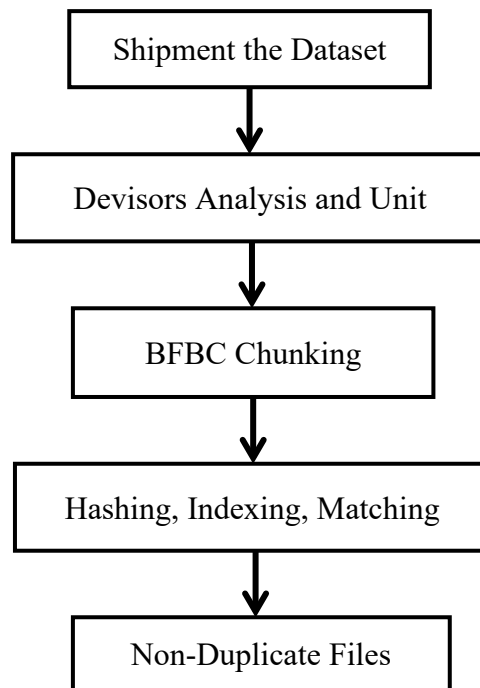 Shipment the Dataset
Devisors Analysis and Unit
BFBC Chunking
Hashing, Indexing, Matching
Non-Duplicate Files